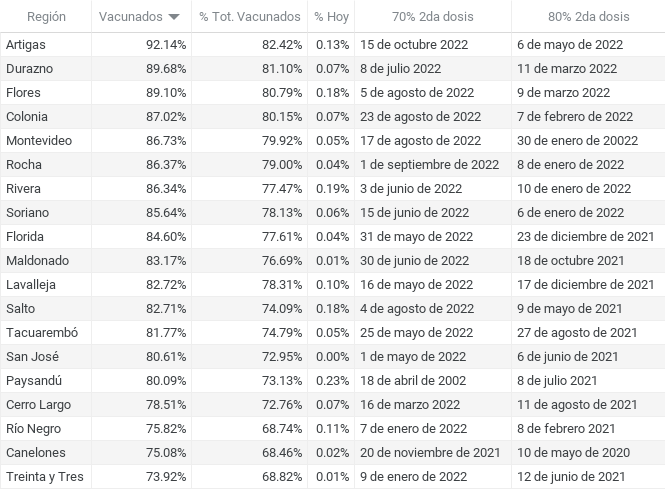 Región Vacunados % Tot. Vacunados % Hoy 70% 2da dosis 80% 2da dosis
Artigas 92.14% 82.42% 0.13% 15 de octubre 2022 6 de mayo de 2022
Durazno 89.68% 81.10% 0.07% 8 de julio 2022 11 de marzo 2022
Flores 89.10% 80.79% 0.18% 5 de agosto de 2022 9 de marzo 2022
Colonia 87.02% 80.15% 0.07% 23 de agosto de 2022 7 de febrero de 2022
Montevideo 86.73% 79.92% 0.05% 17 de agosto de 2022 30 de enero de 20022
Rocha 86.37% 79.00% 0.04% 1 de septiembre de 2022 8 de enero de 2022
Rivera 86.34% 77.47% 0.19% 3 de junio de 2022 10 de enero de 2022
Soriano 85.64% 78.13% 0.06% 15 de junio de 2022 6 de enero de 2022
Florida 84.60% 77.61% 0.04% 31 de mayo de 2022 23 de diciembre de 2021
Maldonado 83.17% 76.69% 0.01% 30 de junio de 2022 18 de octubre 2021
Lavalleja 82.72% 78.31% 0.10% 16 de mayo de 2022 17 de diciembre de 2021
Salto 82.71% 74.09% 0.18% 4 de agosto de 2022 9 de mayo de 2021
Tacuarembó 81.77% 74.79% 0.05% 25 de mayo de 2022 27 de agosto de 2021
San José 80.61% 72.95% 0.00% 1 de mayo de 2022 6 de junio de 2021
Paysandú 80.09% 73.13% 0.23% 18 de abril de 2002 8 de julio 2021
Cerro Largo 78.51% 72.76% 0.07% 16 de marzo 2022 11 de agosto de 2021
Río Negro 75.82% 68.74% 0.11% 7 de enero de 2022 8 de febrero 2021
Canelones 75.08% 68.46% 0.02% 20 de noviembre de 2021 10 de mayo de 2020
Treinta y Tres 73.92% 68.82% 0.01% 9 de enero de 2022 12 de junio de 2021